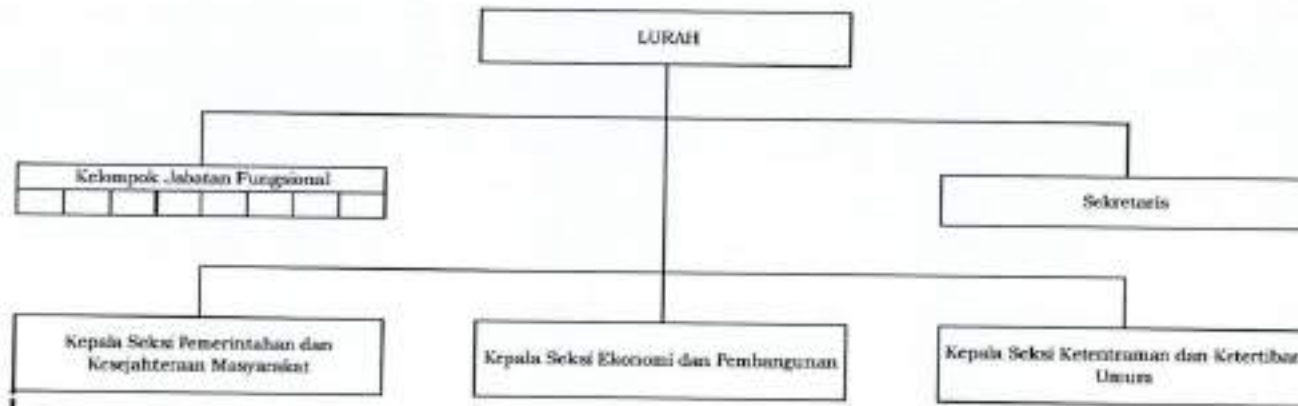 LURAH
Kelompok Jabatan Fungsional
Sekretaris
Kepala Seksi Pemerintahan dan
Kesejahteraan Masyarakat
Kepala Seksi Ekonomi dan Pembangunan
Kepala Seksi Ketentraman dan Ketertiban
Umum